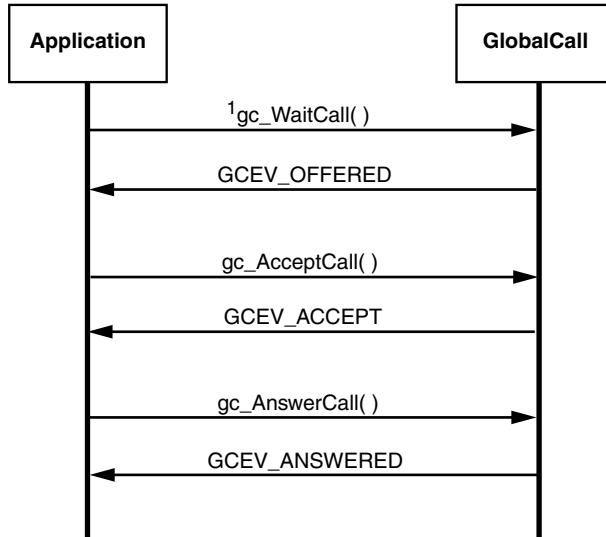 Application
GlobalCall
1gc_WaitCall( )
GCEV_OFFERED
gc_AcceptCall( )
GCEV_ACCEPT
gc_AnswerCall( )
GCEV_ANSWERED